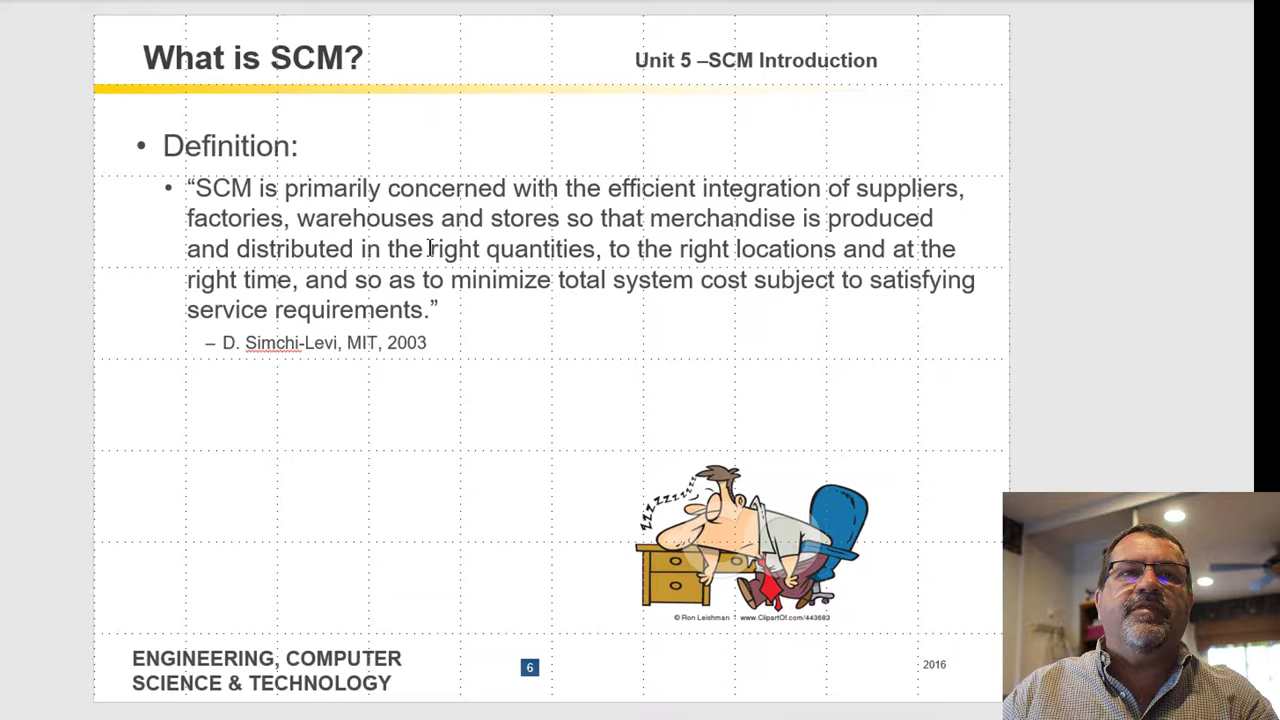 What is SCM?
Unit 5 –SCM Introduction
• Definition:
• “SCM is primarily concerned with the efficient integration of suppliers,
factories, warehouses and stores so that merchandise is produced
and distributed in the right quantities, to the right locations and at the
right time, and so as to minimize total system cost subject to satisfying
service requirements.”
– D. Simchi-Levi, MIT, 2003
zzzzzzzz
© Ron Leishman * www.ClipartOf.com/443683
ENGINEERING, COMPUTER
SCIENCE & TECHNOLOGY
6
2016